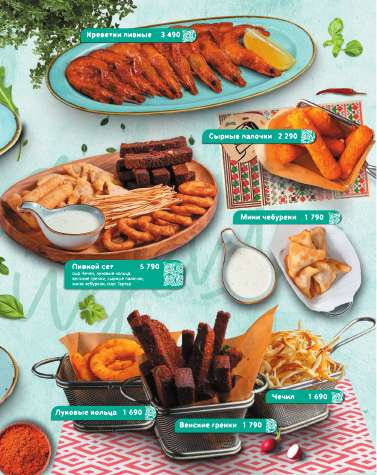 Креветки пивные 3 490
Сырные палочки 2 290
Мини чебуреки 1 790
Пивной сет 5 790
сыр Чечил, луковые кольца,
венские гренки, сырные палочки,
мини чебуреки, соус Тартар
Чечил 1 690
Луковые кольца 1 690
Венские гренки 1 790